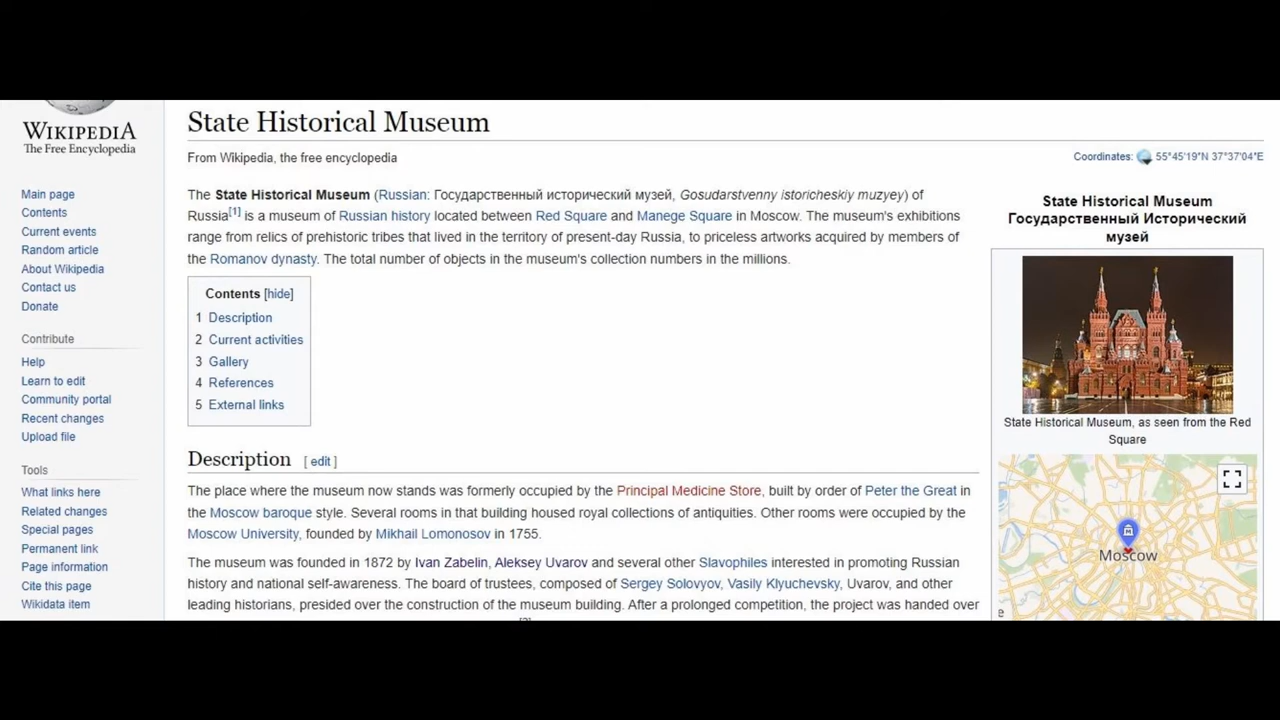 WIKIPEDIA
The Free Encyclopedia
Main page
Contents
Current events
Random article
About Wikipedia
Contact us
Donate
Contribute
Help
Learn to edit
Community portal
Recent changes
Upload file
Tools
What links here
Related changes
Special pages
Permanent link
Page information
Cite this page
Wikidata item
State Historical Museum
From Wikipedia, the free encyclopedia
Coordinates: 55°45′19″N 37°37′04″E
The State Historical Museum (Russian: Государственный исторический музей, Gosudarstvenny istoricheskiy muzyey) of
Russia[1] is a museum of Russian history located between Red Square and Manege Square in Moscow. The museum's exhibitions
range from relics of prehistoric tribes that lived in the territory of present-day Russia, to priceless artworks acquired by members of
the Romanov dynasty. The total number of objects in the museum's collection numbers in the millions.
Contents [hide]
1 Description
2 Current activities
3 Gallery
4 References
5 External links
Description [ edit ]
The place where the museum now stands was formerly occupied by the Principal Medicine Store, built by order of Peter the Great in
the Moscow baroque style. Several rooms in that building housed royal collections of antiquities. Other rooms were occupied by the
Moscow University, founded by Mikhail Lomonosov in 1755.
The museum was founded in 1872 by Ivan Zabelin, Aleksey Uvarov and several other Slavophiles interested in promoting Russian
history and national self-awareness. The board of trustees, composed of Sergey Solovyov, Vasily Klyuchevsky, Uvarov, and other
leading historians, presided over the construction of the museum building. After a prolonged competition, the project was handed over
State Historical Museum
Государственный Исторический
музей
State Historical Museum, as seen from the Red
Square
Moscow